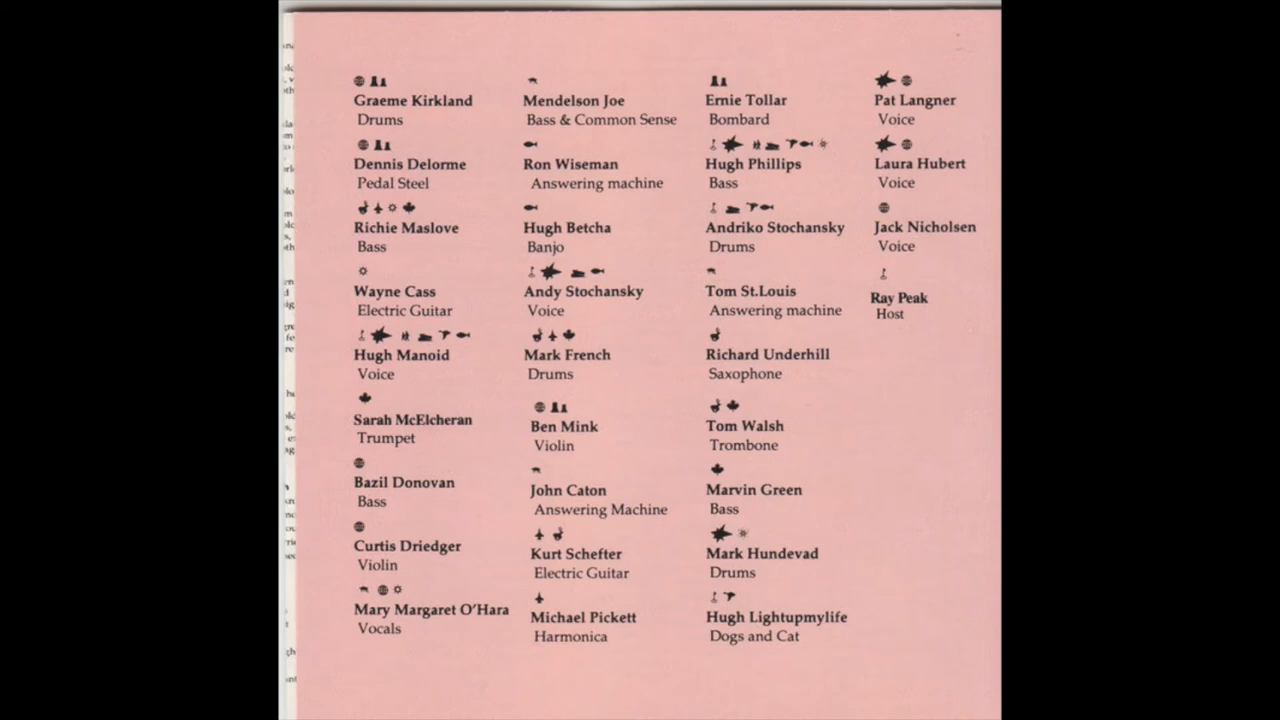 Graeme Kirkland
Drums
Dennis Delorme
Pedal Steel
Richie Maslove
Bass
Wayne Cass
Electric Guitar
Hugh Manoid
Voice
Sarah McElcheran
Trumpet
Bazil Donovan
Bass
Curtis Driedger
Violin
Mary Margaret O'Hara
Vocals
Mendelson Joe
Bass & Common Sense
Ron Wiseman
Answering machine
Hugh Betcha
Banjo
Andy Stochansky
Voice
Mark French
Drums
Ben Mink
Violin
John Caton
Answering Machine
Kurt Schefter
Electric Guitar
Michael Pickett
Harmonica
Ernie Tollar
Bombard
Hugh Phillips
Bass
Andriko Stochansky
Drums
Tom St.Louis
Answering machine
Richard Underhill
Saxophone
Tom Walsh
Trombone
Marvin Green
Bass
Mark Hundevad
Drums
Hugh Lightupmylife
Dogs and Cat
Pat Langner
Voice
Laura Hubert
Voice
Jack Nicholsen
Voice
Ray Peak
Host